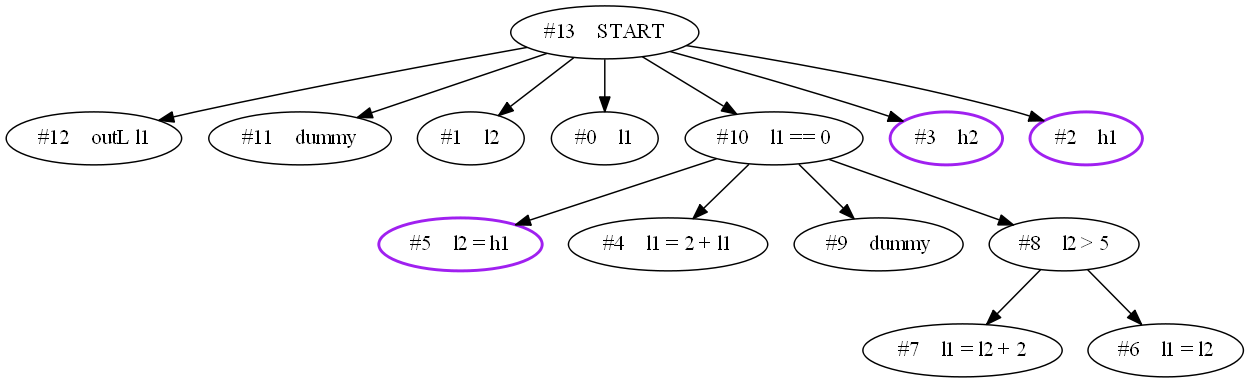 #13 START
#12 outL l1
#11 dummy
#1 l2
#0 l1
#10 l1 == 0
#3 h2
#2 h1
#5 l2 = h1
#4 l1 = 2 + l1
#9 dummy
#8 l2 > 5
#7 l1 = l2 + 2
#6 l1 = l2